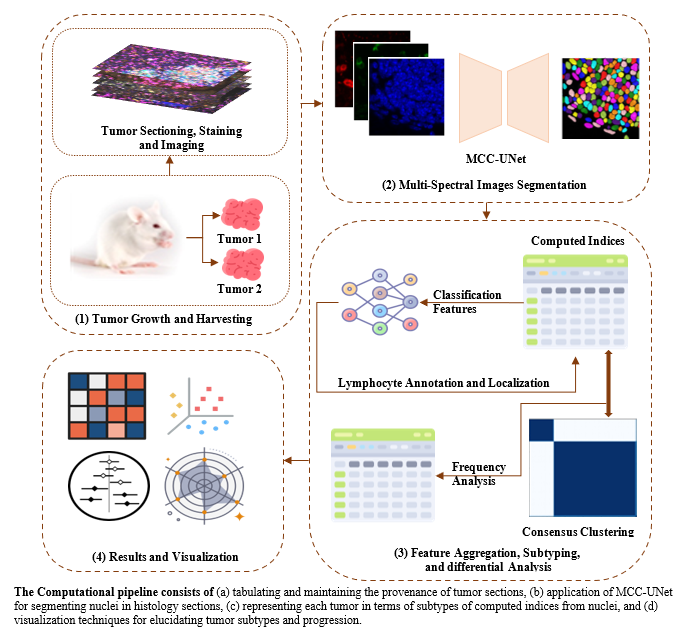 Tumor Sectioning, Staining
and Imaging
Tumor 1
Tumor 2
(1) Tumor Growth and Harvesting
MCC-UNet
(2) Multi-Spectral Images Segmentation
Computed Indices
Classification
Features
Lymphocyte Annotation and Localization
Frequency
Analysis
Consensus Clustering
(3) Feature Aggregation, Subtyping,
and differential Analysis
(4) Results and Visualization
The Computational pipeline consists of (a) tabulating and maintaining the provenance of tumor sections, (b) application of MCC-UNet
for segmenting nuclei in histology sections, (c) representing each tumor in terms of subtypes of computed indices from nuclei, and (d)
visualization techniques for elucidating tumor subtypes and progression.